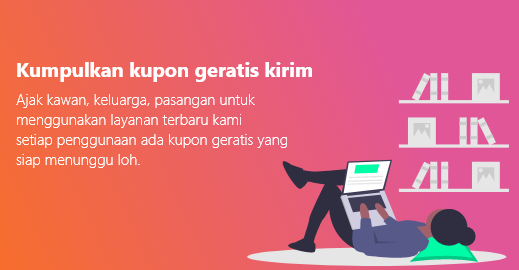 Kumpulkan kupon geratis kirim
Ajak kawan, keluarga, pasangan untuk
menggunakan layanan terbaru kami
setiap penggunaan ada kupon geratis yang
siap menunggu loh.